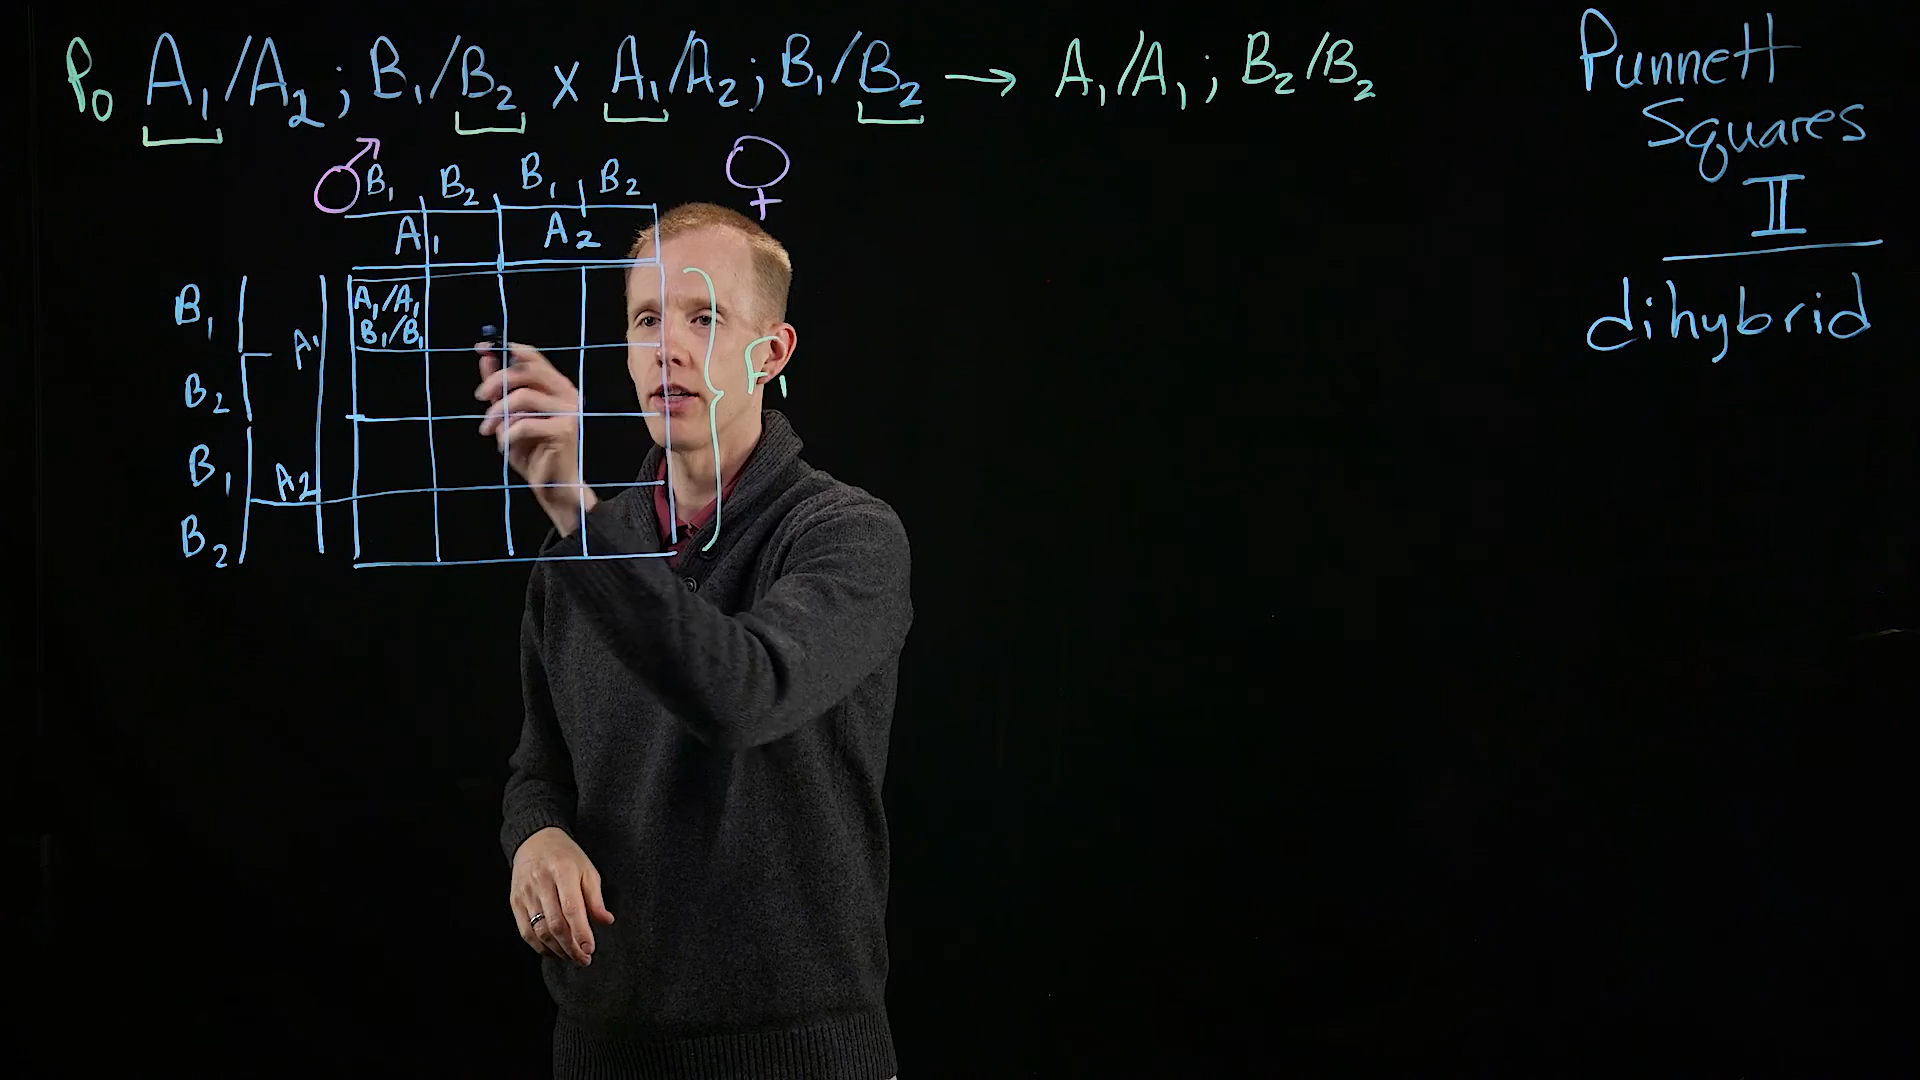 P₀ A₁/A₂; B₁/B₂ x A₁/A₂; B₁/B₂ → A₁/A₁; B₂/B₂
Punnett
Squares
II
dihybrid
♂ ♀
B₁ B₂ B₁ B₂
A₁ A₂
B₁ A₁ A₁/A₁
B₁/B₁
F₁
B₂
B₁ A₂
B₂